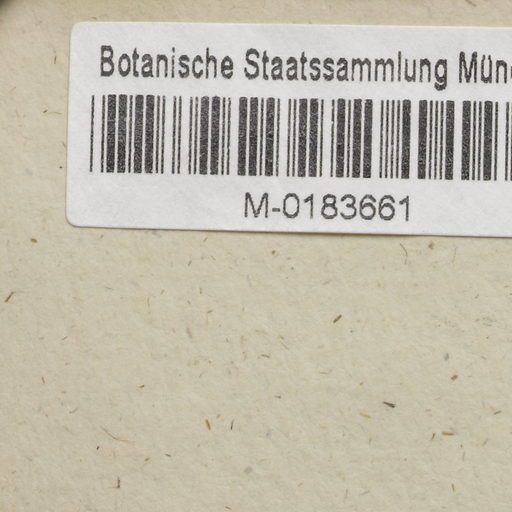 Botanische Staatssammlung Mün
M-0183661